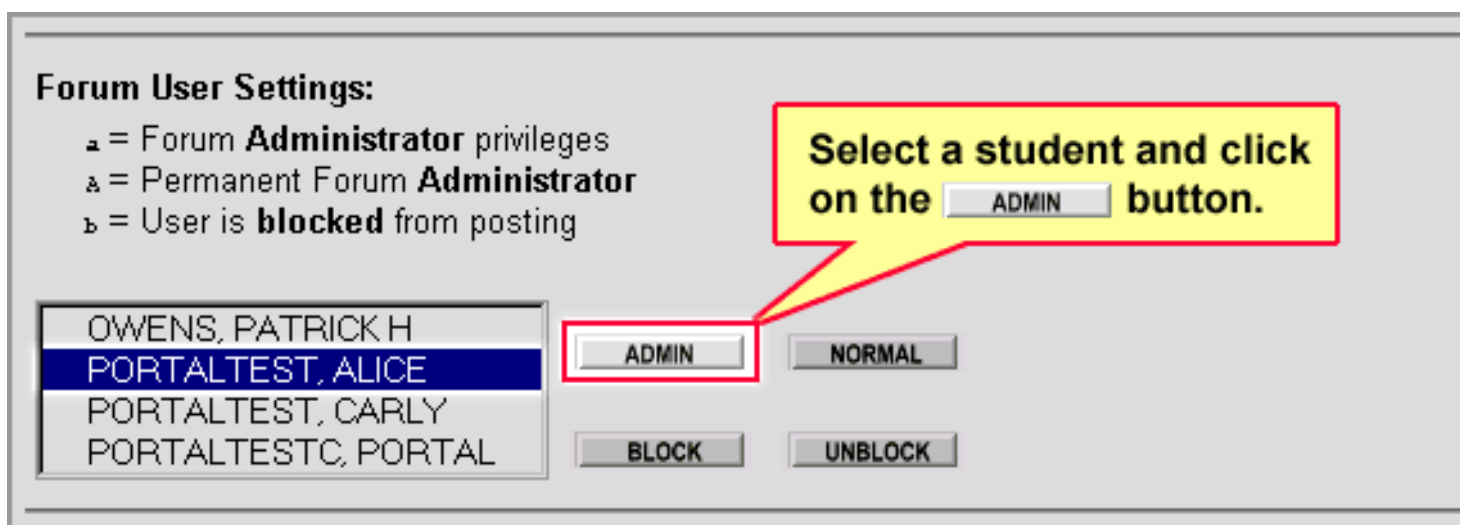 Forum User Settings:
a = Forum Administrator privileges
A = Permanent Forum Administrator
b = User is blocked from posting
Select a student and click
on the ADMIN button.
OWENS, PATRICK H
PORTALTEST, ALICE
PORTALTEST, CARLY
PORTALTESTC, PORTAL
ADMIN NORMAL
BLOCK UNBLOCK